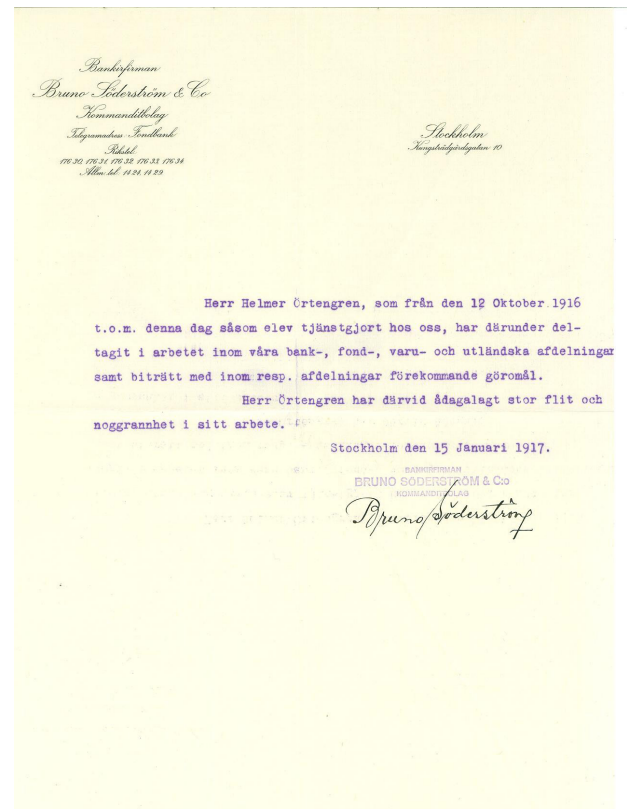 Bankirfirman
Bruno Söderström & Co
Kommanditbolag
Telegramadress: Fondbank
Rikstel.
176 30, 176 31, 176 32, 176 33, 176 34
Allm. tel. 14 24, 14 29
Stockholm
Kungsträdgårdsgatan 10
Herr Helmer Örtengren, som från den 12 Oktober 1916
t.o.m. denna dag såsom elev tjänstgjort hos oss, har därunder del-
tagit i arbetet inom våra bank-, fond-, varu- och utländska afdelningar
samt biträtt med inom resp. afdelningar förekommande göromål.
Herr Örtengren har därvid ådagalagt stor flit och
noggrannhet i sitt arbete.
Stockholm den 15 Januari 1917.
BANKIRFIRMAN
BRUNO SÖDERSTRÖM & C:o
KOMMANDITBOLAG
Bruno Söderström